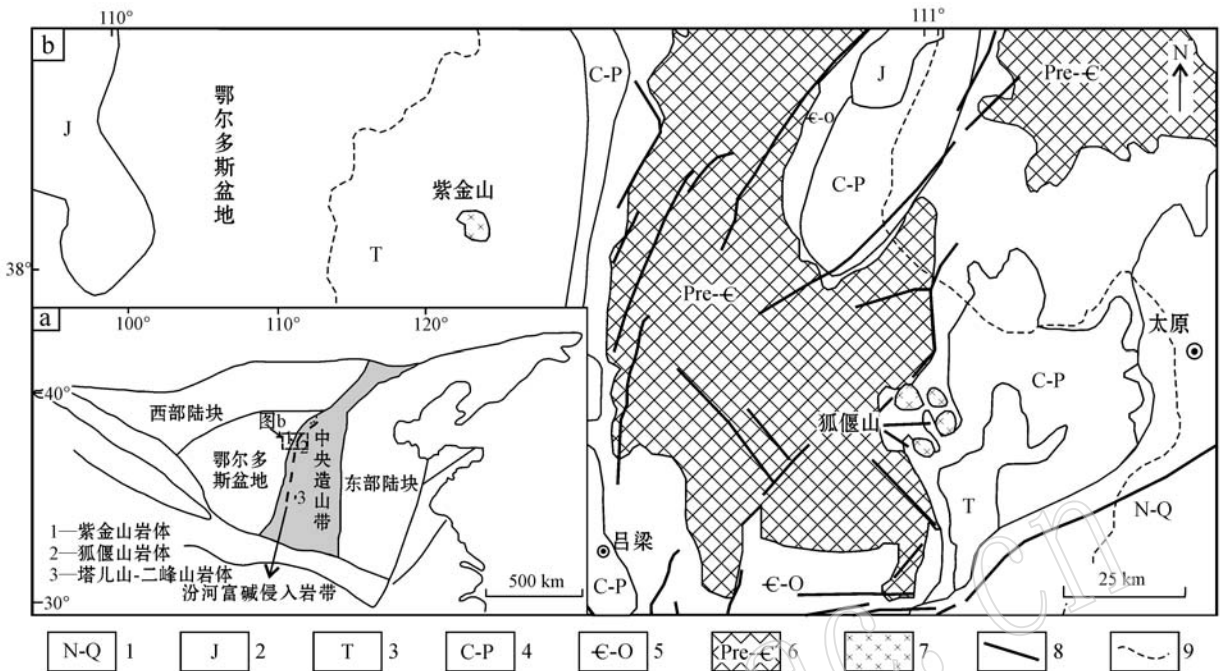 110°
111°
b
C-P
J
Pre-Є
N
J
鄂尔多斯盆地
Є-O
C-P
紫金山
38°
T
Pre-Є
太原
a
100°
110°
120°
C-P
40°
西部陆块
图b
1
2
狐偃山
中央造山带
鄂尔多
斯盆地
东部陆块
3
T
N-Q
1—紫金山岩体
2—狐偃山岩体
3—塔儿山-二峰山岩体
汾河富碱侵入岩带
吕梁
500 km
C-P
Є-O
25 km
30°
N-Q 1 J 2 T 3 C-P 4 Є-O 5 Pre-Є 6 7 8 9